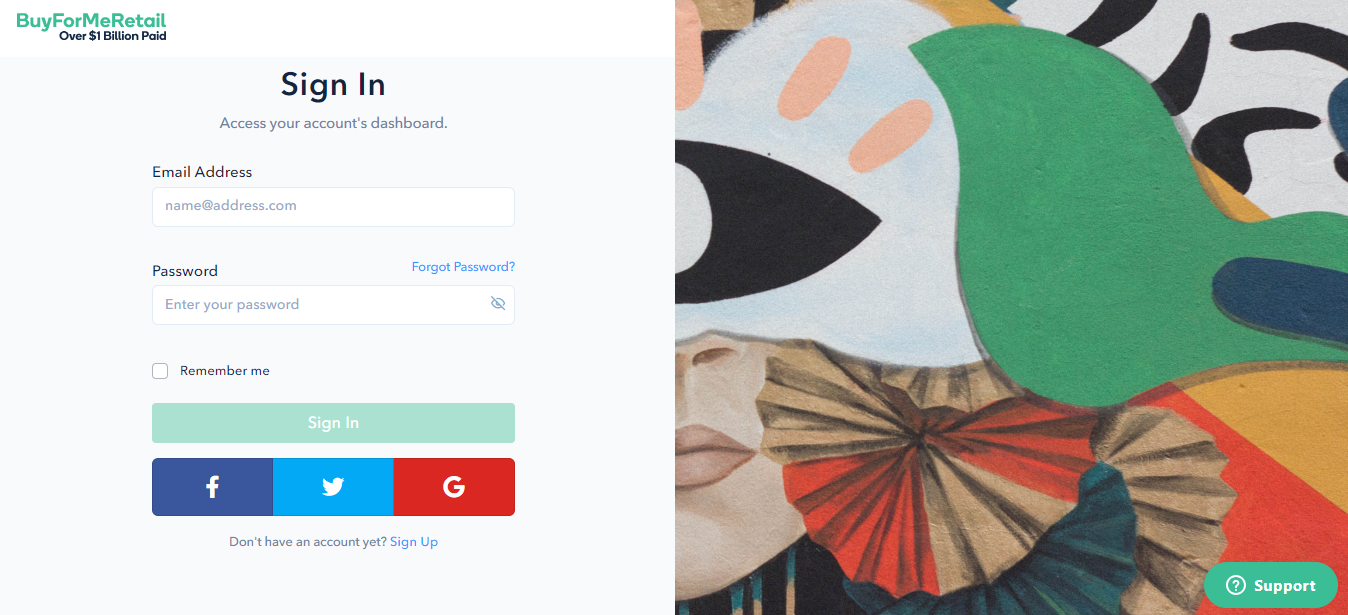 BuyForMeRetail
Over $1 Billion Paid
Sign In
Access your account's dashboard.
Email Address
name@address.com
Password
Forgot Password?
Enter your password
Remember me
Sign In
Don't have an account yet? Sign Up
Support